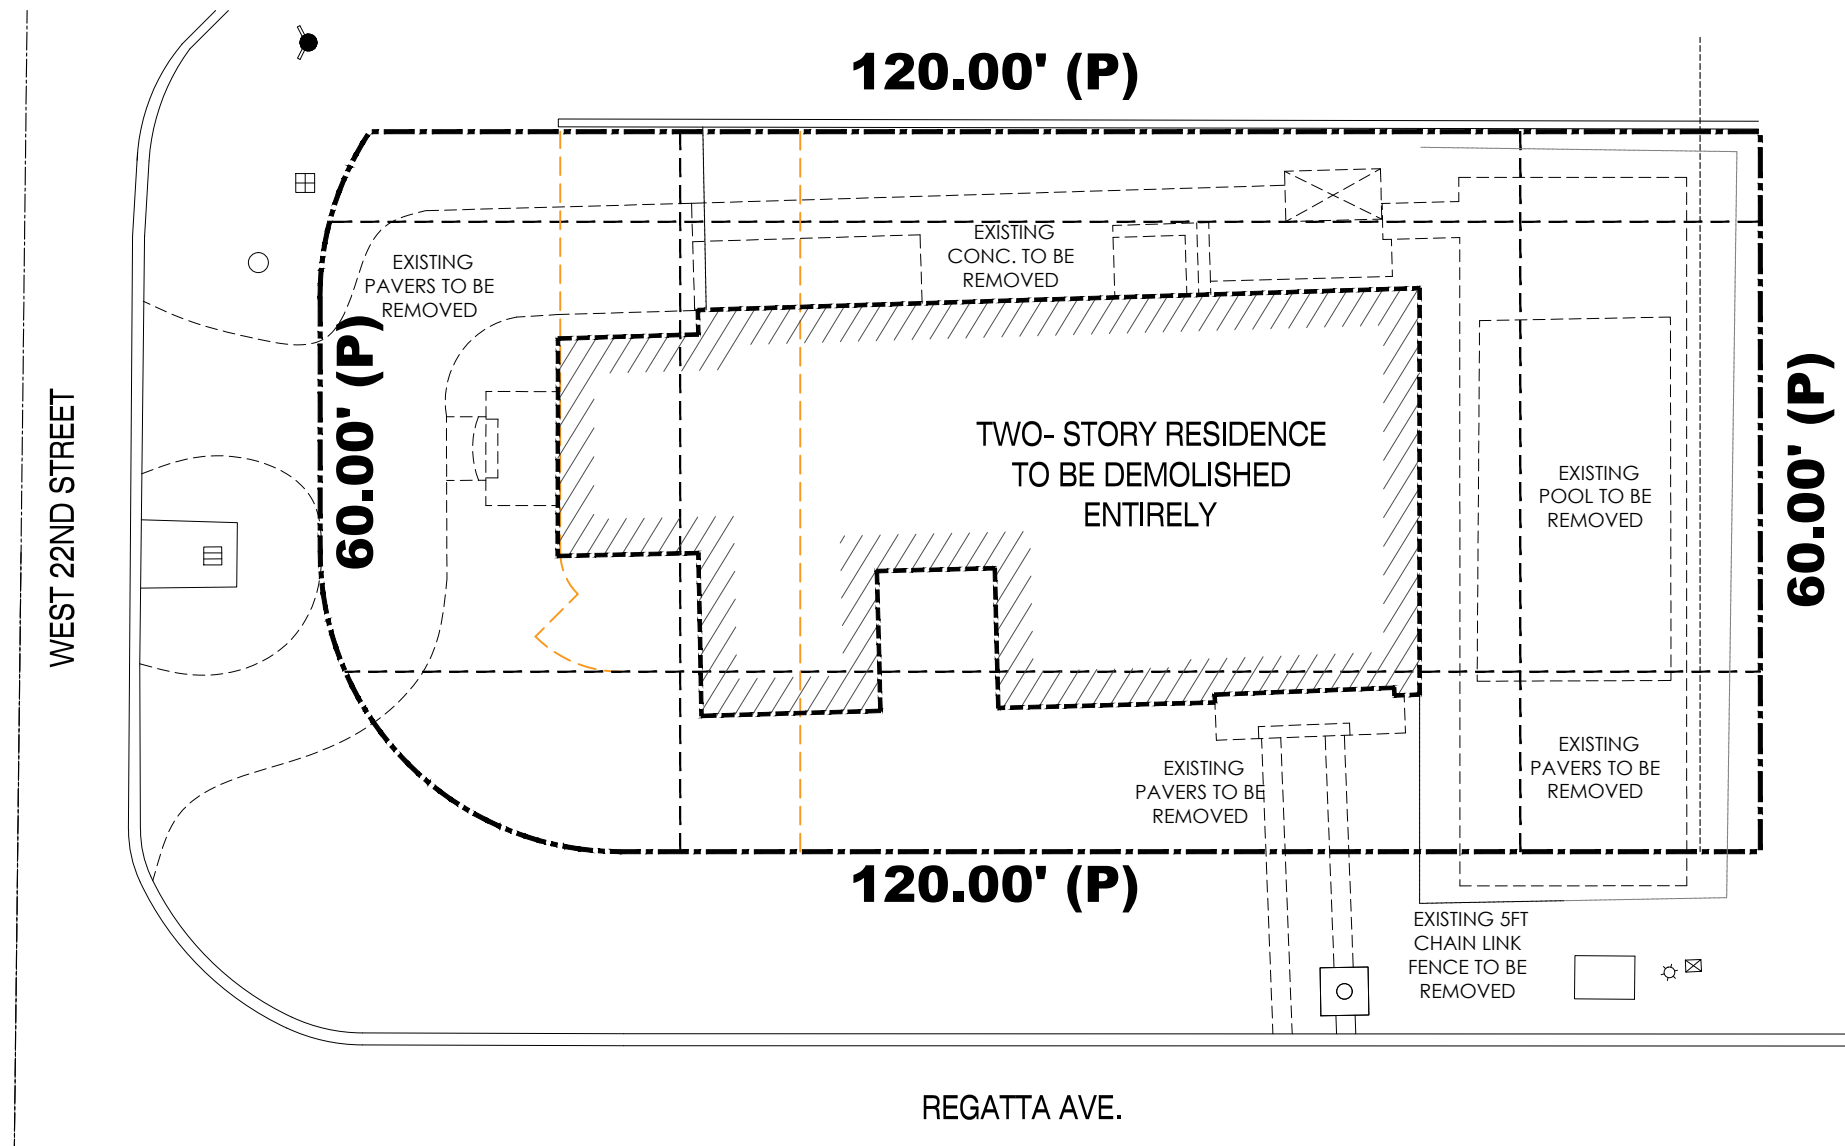 120.00' (P)
EXISTING
CONC. TO BE
REMOVED
EXISTING
PAVERS TO BE
REMOVED
60.00' (P)
WEST 22ND STREET
TWO- STORY RESIDENCE
TO BE DEMOLISHED
ENTIRELY
EXISTING
POOL TO BE
REMOVED
60.00' (P)
EXISTING
PAVERS TO BE
REMOVED
EXISTING
PAVERS TO BE
REMOVED
120.00' (P)
EXISTING 5FT
CHAIN LINK
FENCE TO BE
REMOVED
REGATTA AVE.